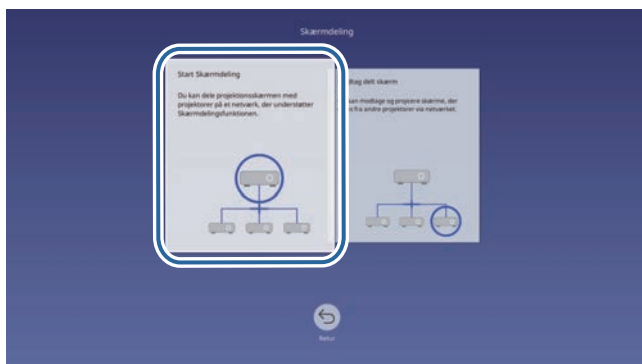 Skærmdeling
Start Skærmdeling
Du kan dele projektionsskærmen med
projektorer på et netværk, der understøtter
Skærmdelingsfunktionen.
tag delt skærm
kan modtage og projicere skærme, der
fra andre projektorer via netværket.
Retur